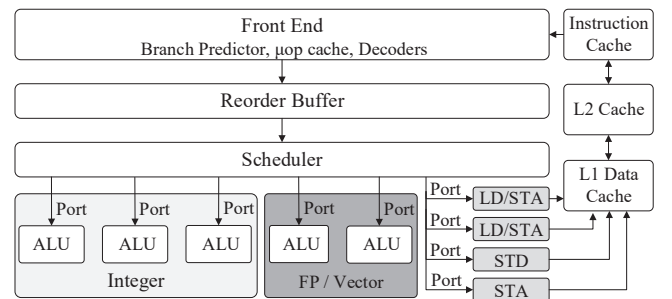 Front End
Branch Predictor, μop cache, Decoders
Instruction
Cache
Reorder Buffer
L2 Cache
Scheduler
L1 Data
Cache
Port Port Port Port Port
ALU ALU ALU ALU ALU
Integer
FP / Vector
Port LD/STA
Port LD/STA
Port STD
Port STA